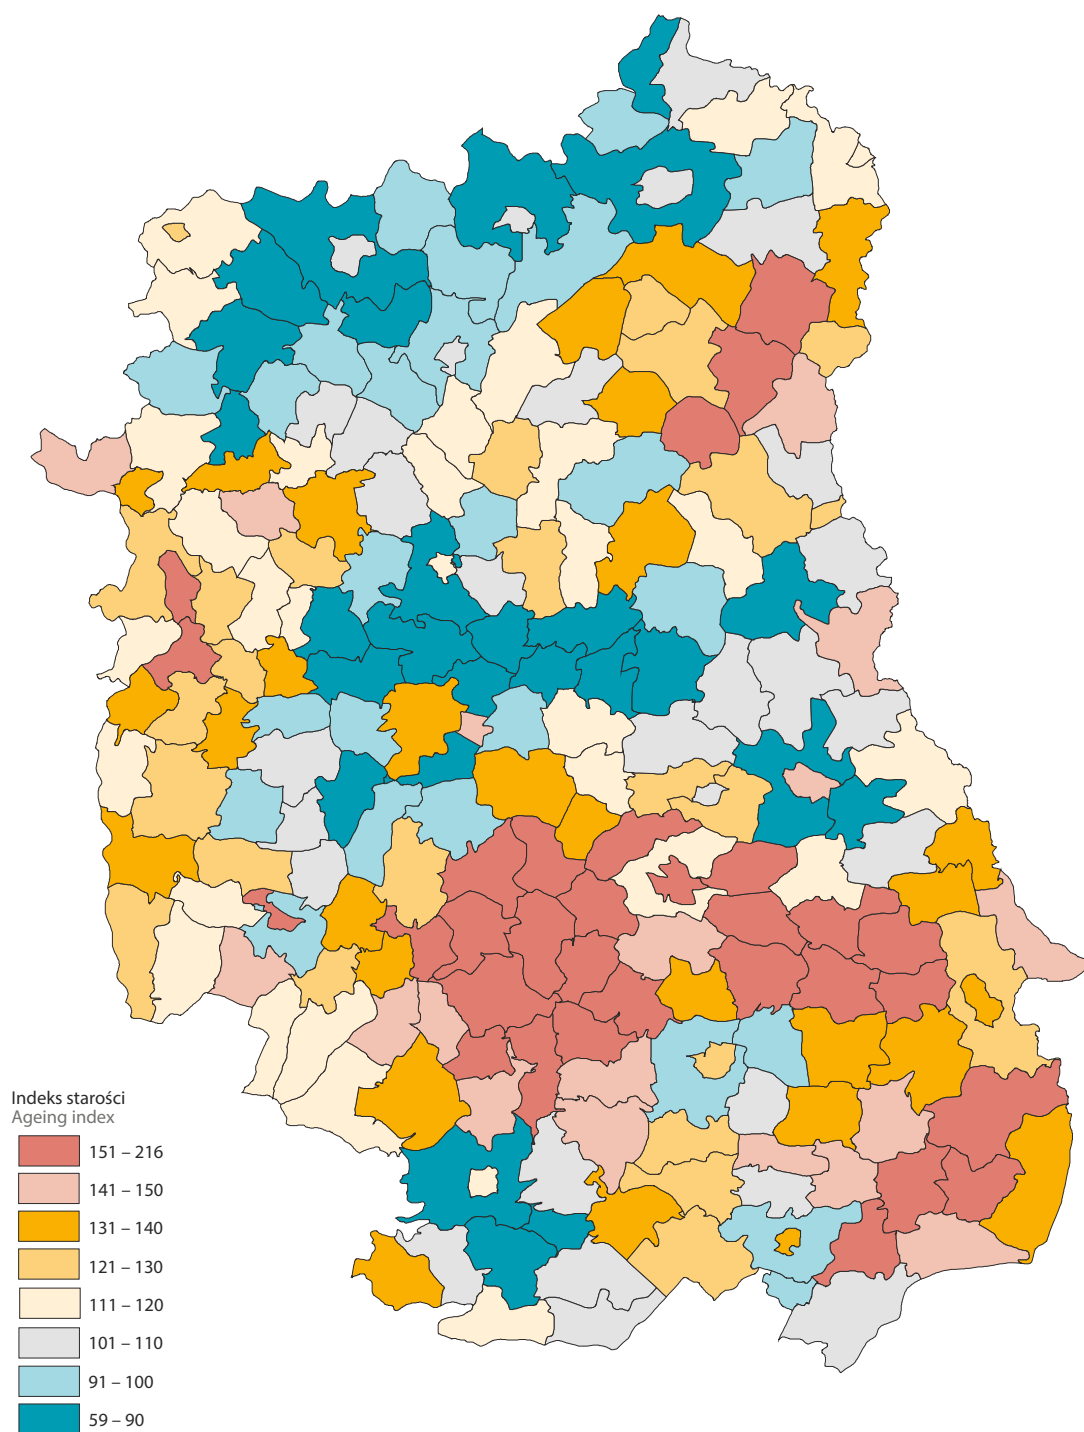 Indeks starości
Ageing index
151 – 216
141 – 150
131 – 140
121 – 130
111 – 120
101 – 110
91 – 100
59 – 90